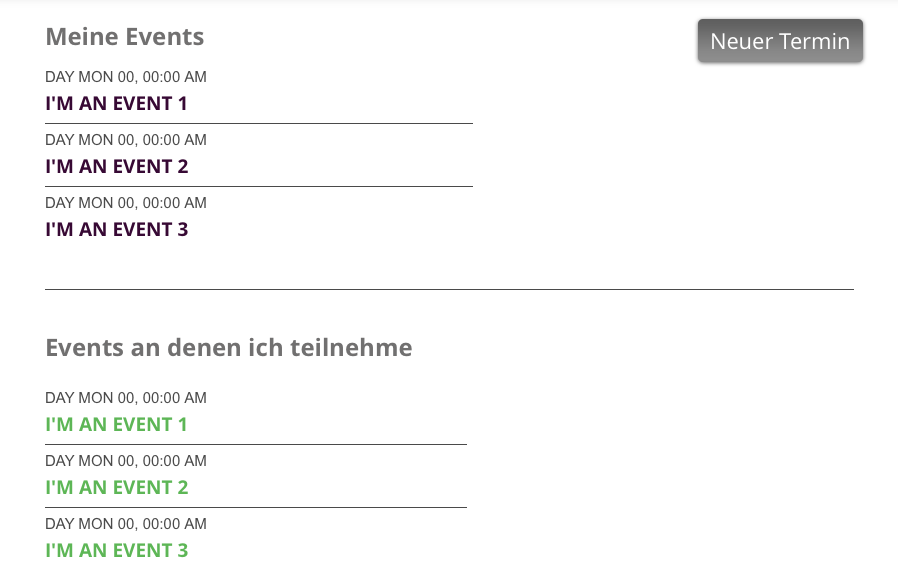 Meine Events
Neuer Termin
DAY MON 00, 00:00 AM
I'M AN EVENT 1
DAY MON 00, 00:00 AM
I'M AN EVENT 2
DAY MON 00, 00:00 AM
I'M AN EVENT 3
Events an denen ich teilnehme
DAY MON 00, 00:00 AM
I'M AN EVENT 1
DAY MON 00, 00:00 AM
I'M AN EVENT 2
DAY MON 00, 00:00 AM
I'M AN EVENT 3